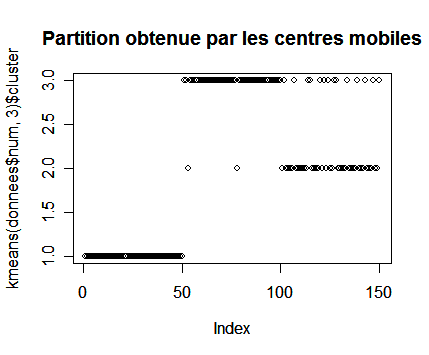 Partition obtenue par les centres mobiles
kmeans(donnees$num, 3)$cluster
3.0
2.5
2.0
1.5
1.0
0 50 100 150
Index